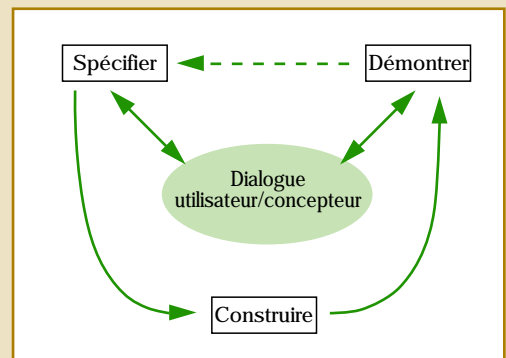 Spécifier
Démontrer
Dialogue
utilisateur/concepteur
Construire